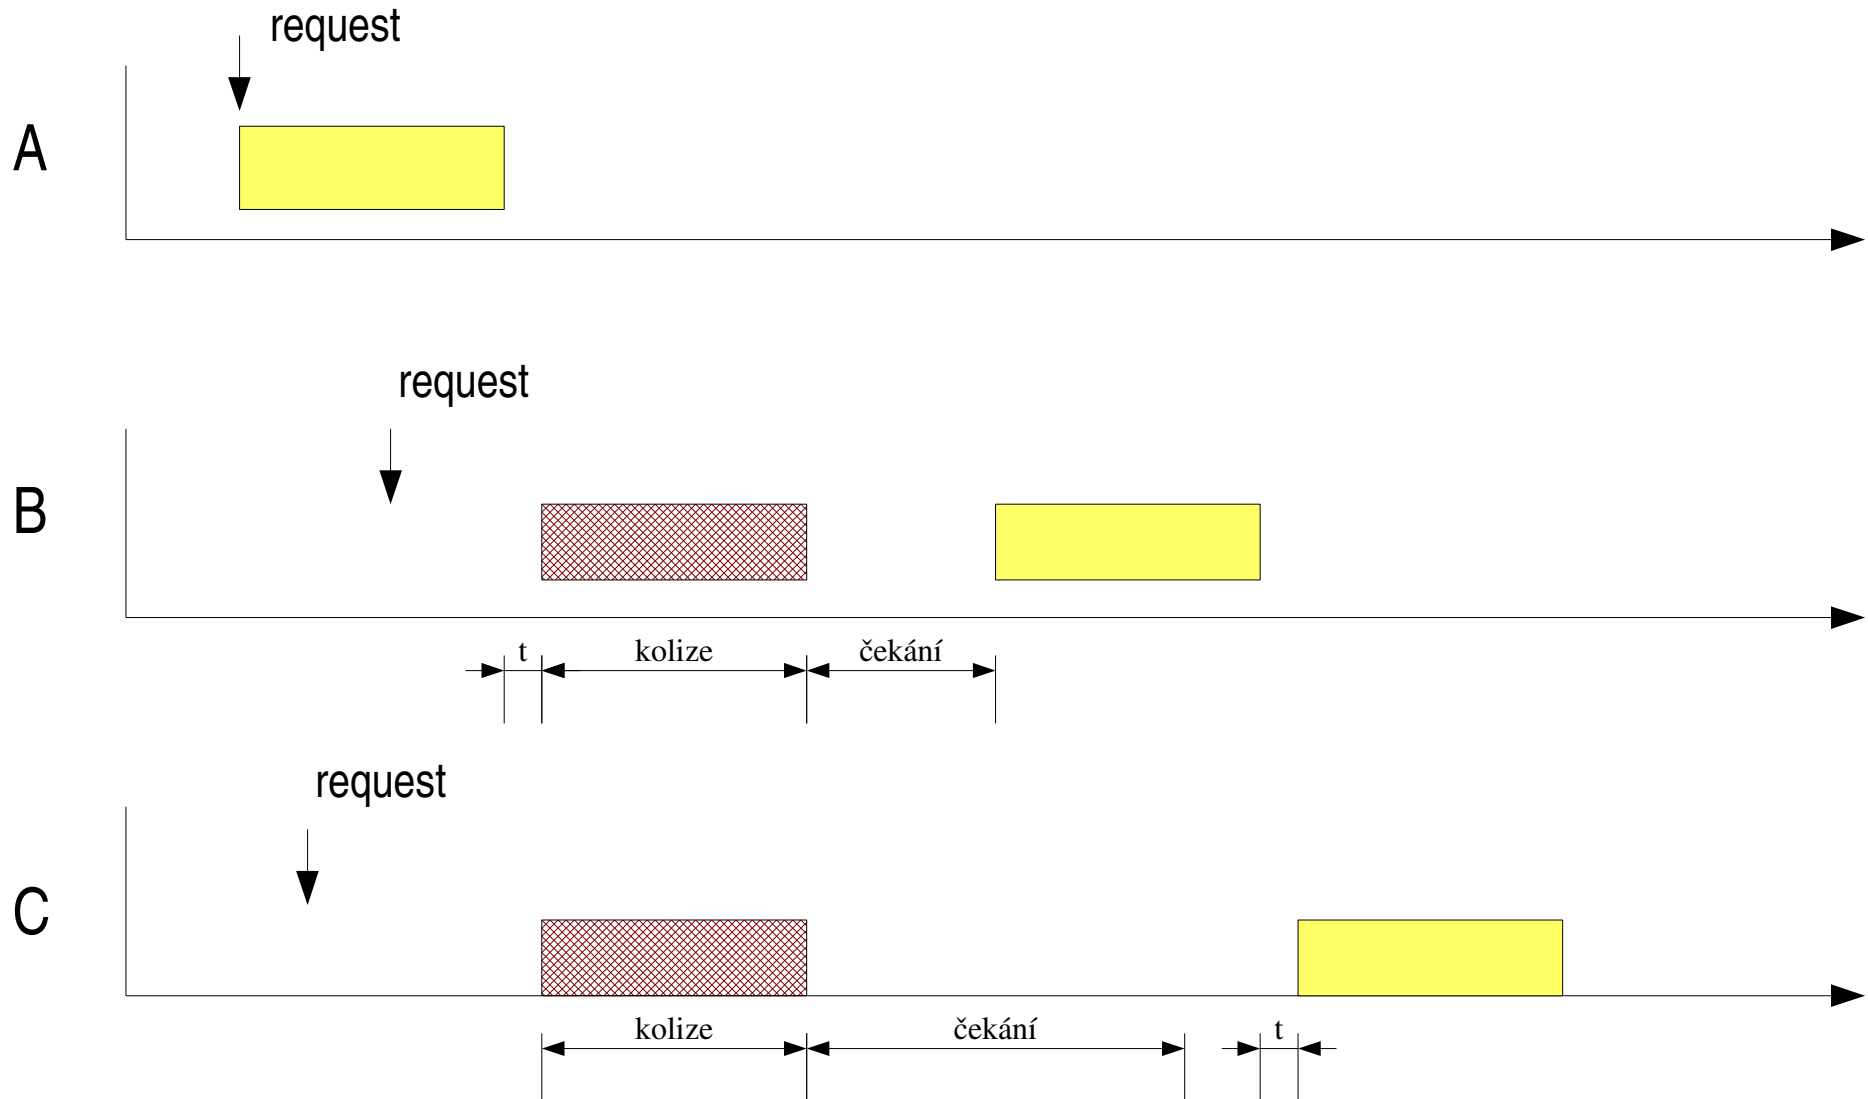 request
A
request
B
t kolize čekání
request
C
kolize čekání t